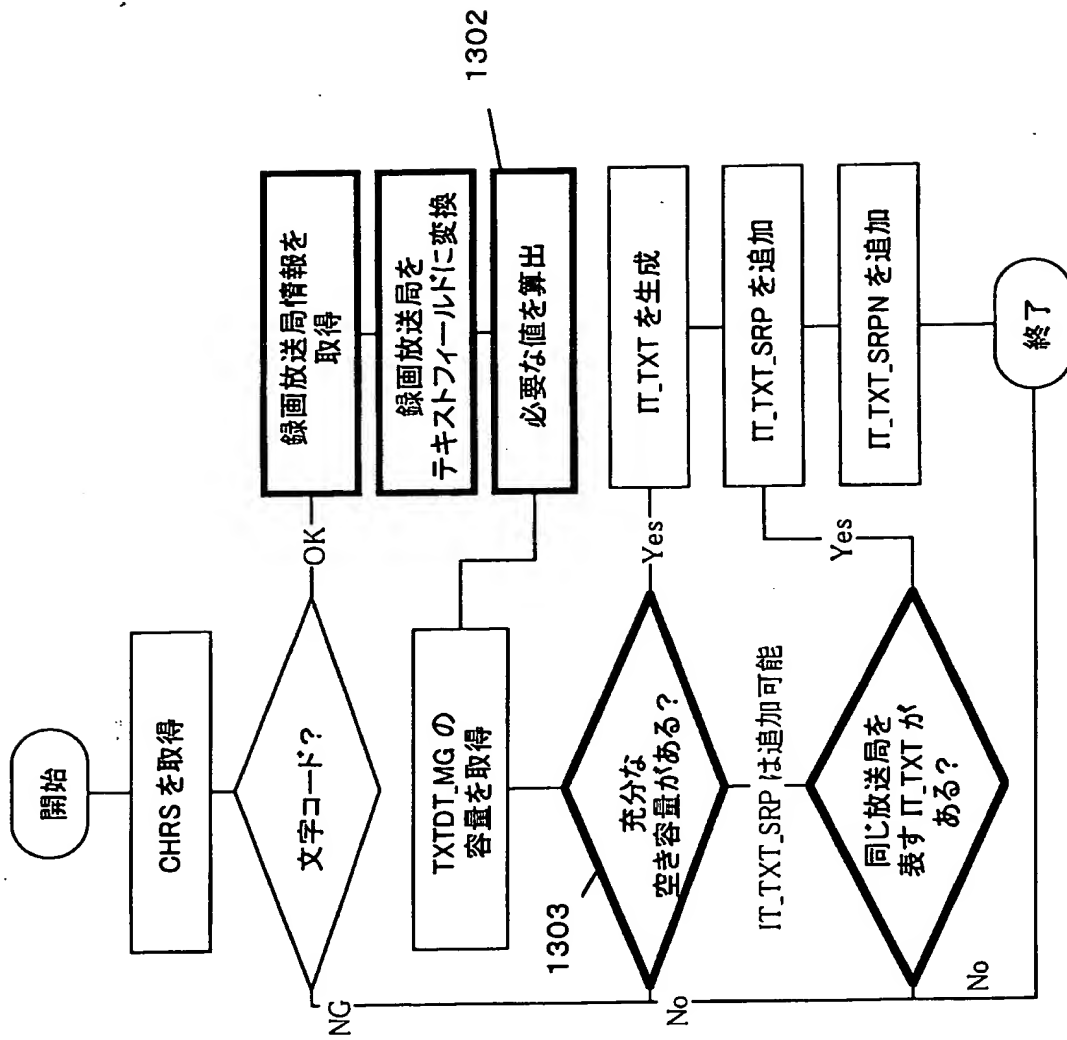 開始
CHRS を取得
文字コード?
OK
NG
録画放送局情報を
取得
録画放送局を
テキストフィールドに変換
必要な値を算出
1302
TXTDT_MG の
容量を取得
充分な
空き容量がある?
1303
Yes
No
IT_TXT を生成
IT_TXT_SRP は追加可能
同じ放送局を
表す IT_TXT が
ある?
Yes
No
IT_TXT_SRP を追加
IT_TXT_SRPN を追加
終了